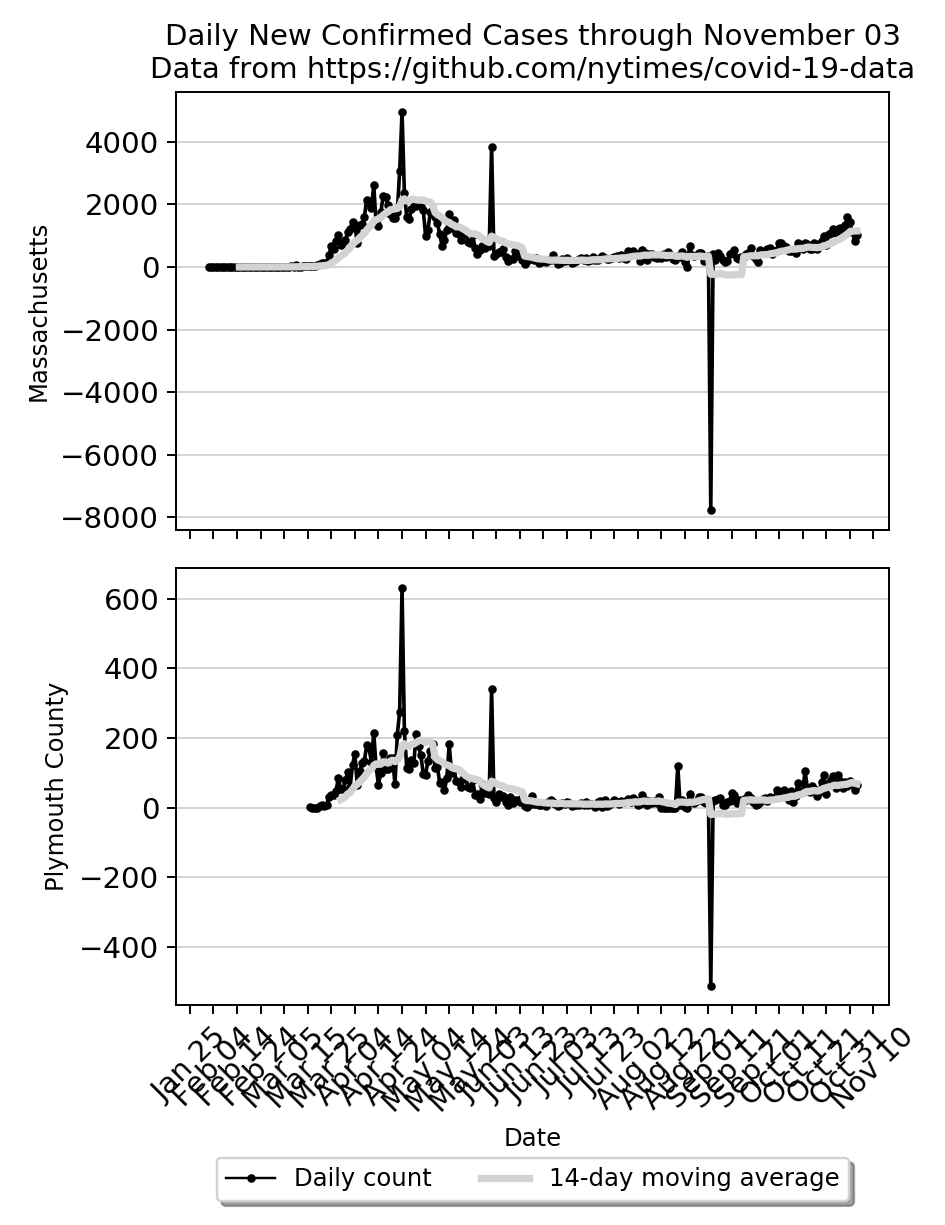 Daily New Confirmed Cases through November 03
Data from https://github.com/nytimes/covid-19-data
Massachusetts
4000
2000
0
−2000
−4000
−6000
−8000
Plymouth County
600
400
200
0
−200
−400
Jan 25
Feb 04
Feb 14
Feb 24
Mar 05
Mar 15
Mar 25
Apr 04
Apr 14
Apr 24
May 04
May 14
May 24
Jun 03
Jun 13
Jun 23
Jul 03
Jul 13
Jul 23
Aug 02
Aug 12
Aug 22
Sep 01
Sep 11
Sep 21
Oct 01
Oct 11
Oct 21
Oct 31
Nov 10
Date
Daily count
14-day moving average